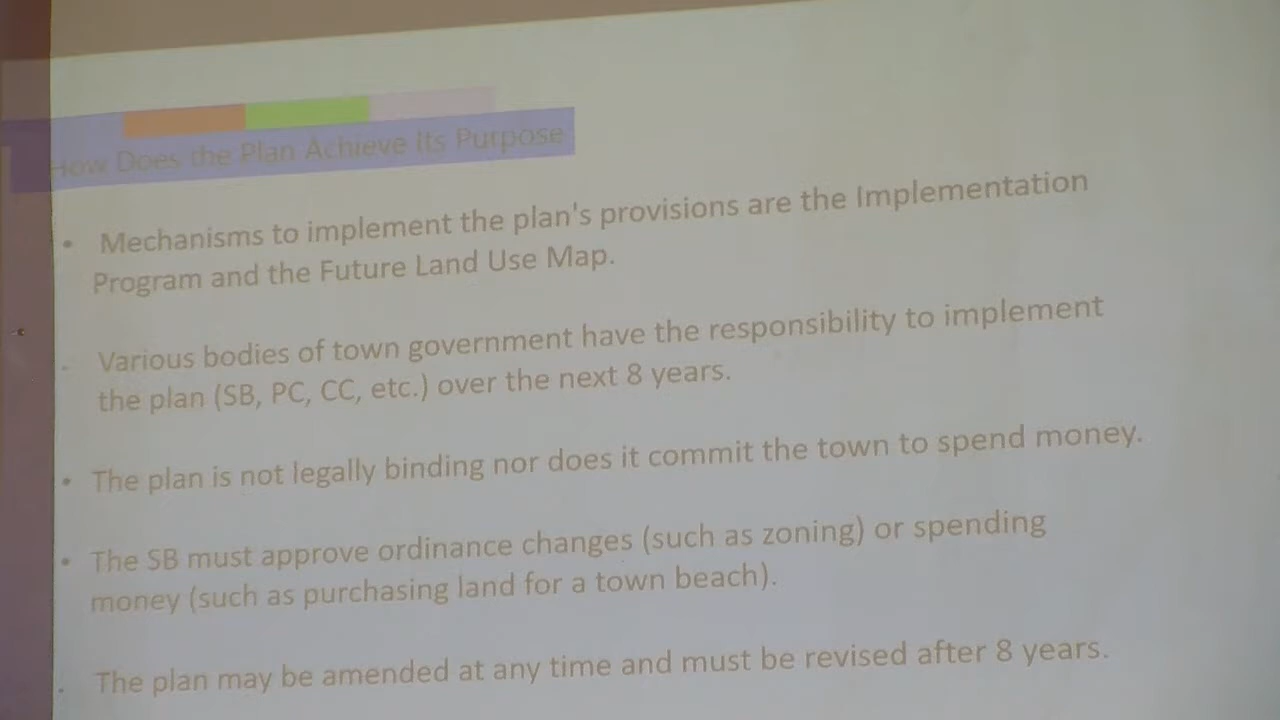 How Does the Plan Achieve Its Purpose
• Mechanisms to implement the plan's provisions are the Implementation
Program and the Future Land Use Map.
• Various bodies of town government have the responsibility to implement
the plan (SB, PC, CC, etc.) over the next 8 years.
• The plan is not legally binding nor does it commit the town to spend money.
• The SB must approve ordinance changes (such as zoning) or spending
money (such as purchasing land for a town beach).
• The plan may be amended at any time and must be revised after 8 years.